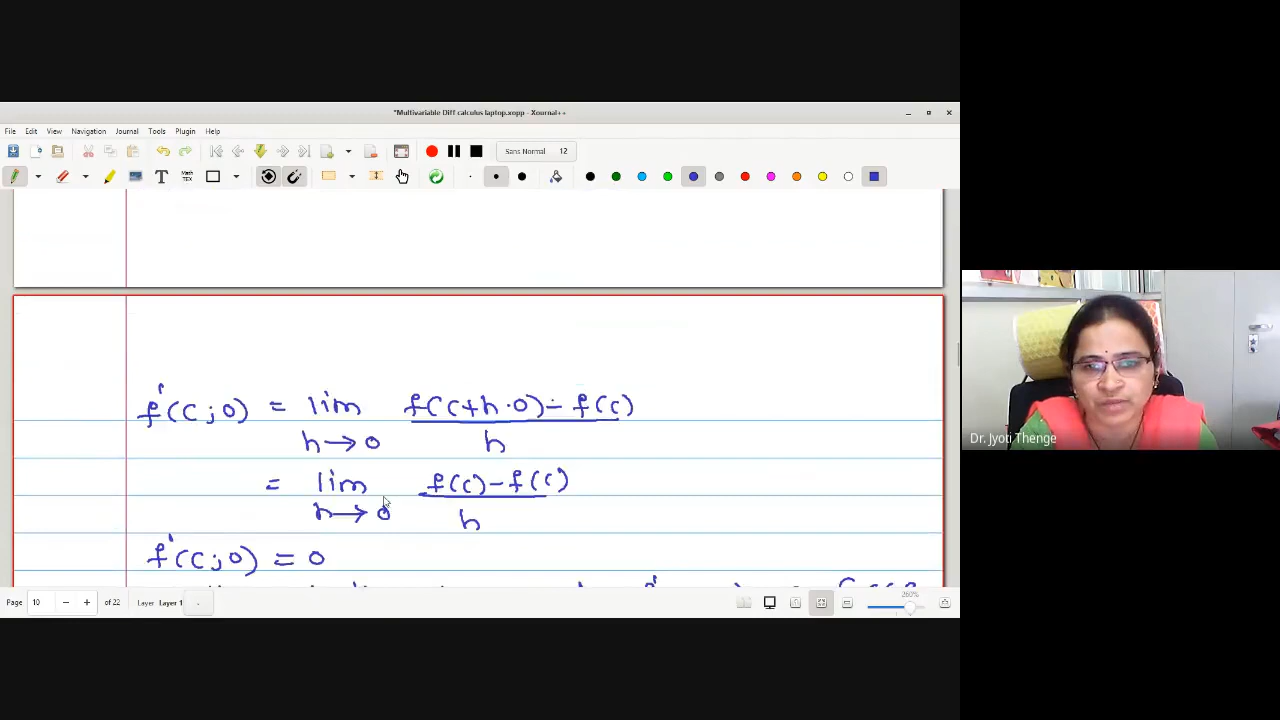 *Multivariable Diff calculus laptop.xopp - Xournal++
File Edit View Navigation Journal Tools Plugin Help
Sans Normal 12
f'(c;0) = lim f(c+h·0) - f(c)
h→0 h
= lim f(c) - f(c)
h→0 h
f'(c;0) = 0
Dr. Jyoti Thenge
Page 10 of 22 Layer Layer 1
260%